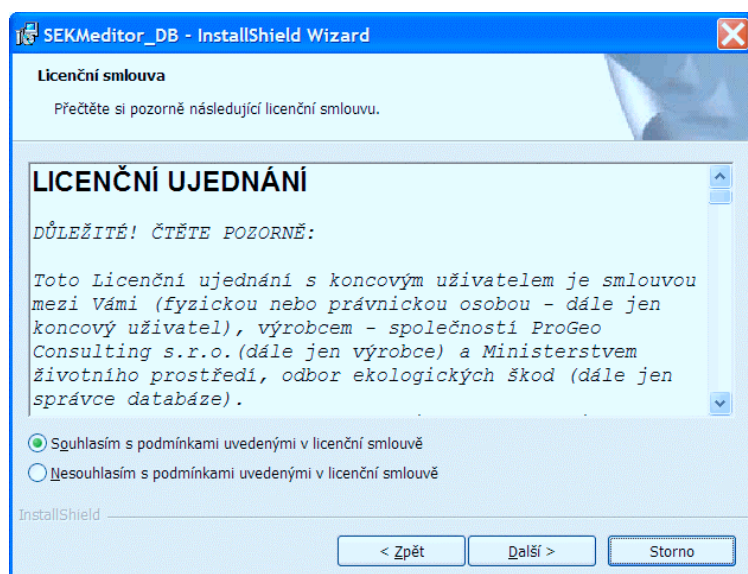 SEKMeditor_DB - InstallShield Wizard
Licenční smlouva
Přečtěte si pozorně následující licenční smlouvu.
LICENČNÍ UJEDNÁNÍ
DŮLEŽITÉ! ČTĚTE POZORNĚ:
Toto Licenční ujednání s koncovým uživatelem je smlouvou
mezi Vámi (fyzickou nebo právnickou osobou - dále jen
koncový uživatel), výrobcem - společností ProGeo
Consulting s.r.o.(dále jen výrobce) a Ministerstvem
životního prostředí, odbor ekologických škod (dále jen
správce databáze).
Souhlasím s podmínkami uvedenými v licenční smlouvě
Nesouhlasím s podmínkami uvedenými v licenční smlouvě
InstallShield
< Zpět Další > Storno